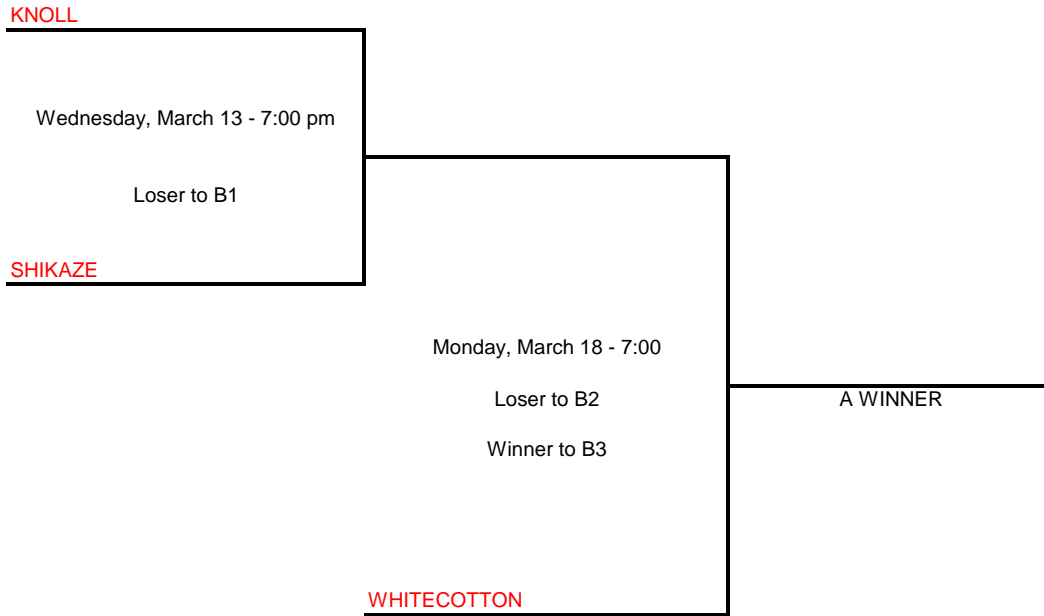 KNOLL
Wednesday, March 13 - 7:00 pm
Loser to B1
SHIKAZE
Monday, March 18 - 7:00
Loser to B2
A WINNER
Winner to B3
WHITECOTTON